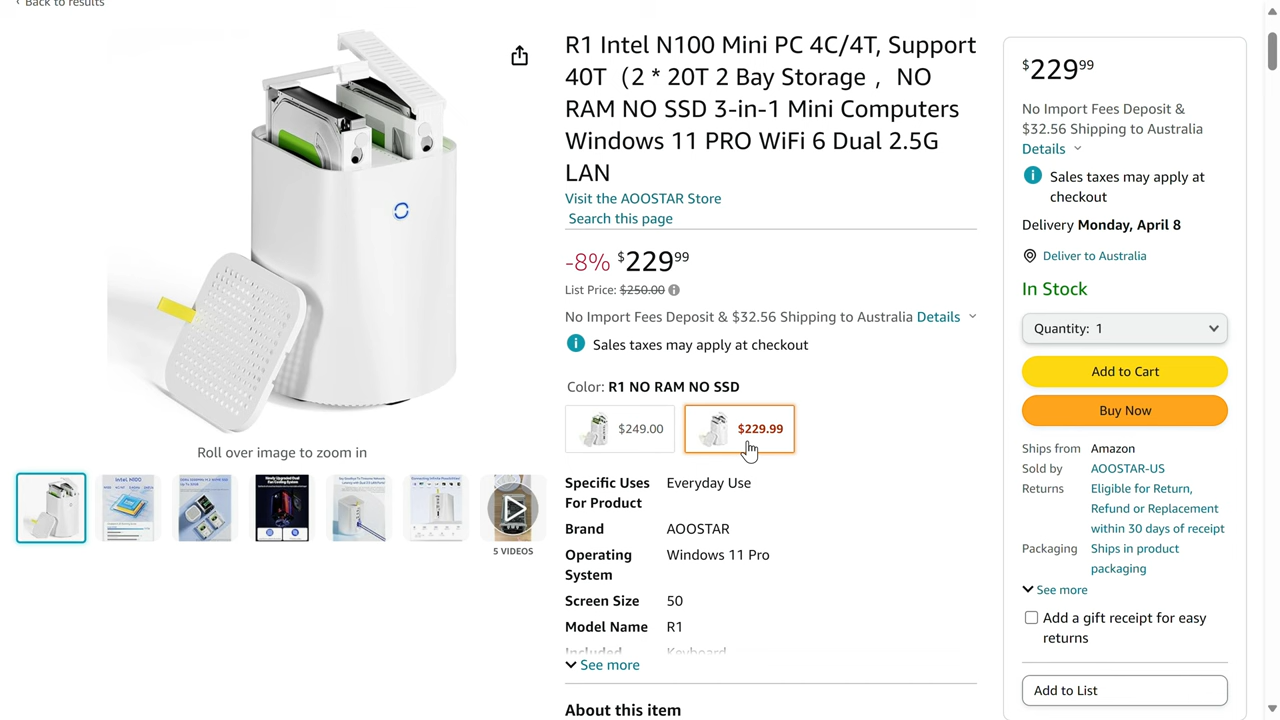 ‹ Back to results
R1 Intel N100 Mini PC 4C/4T, Support
40T（2 * 20T 2 Bay Storage， NO
RAM NO SSD 3-in-1 Mini Computers
Windows 11 PRO WiFi 6 Dual 2.5G
LAN
Visit the AOOSTAR Store
Search this page
-8% $229 99
List Price: $250.00
No Import Fees Deposit & $32.56 Shipping to Australia Details
Sales taxes may apply at checkout
Color: R1 NO RAM NO SSD
$249.00
$229.99
Specific Uses For Product Everyday Use
Brand AOOSTAR
Operating System Windows 11 Pro
Screen Size 50
Model Name R1
Included Keyboard
See more
About this item
Roll over image to zoom in
Intel N100
5 VIDEOS
$229 99
No Import Fees Deposit &
$32.56 Shipping to Australia
Details
Sales taxes may apply at
checkout
Delivery Monday, April 8
Deliver to Australia
In Stock
Quantity: 1
Add to Cart
Buy Now
Ships from Amazon
Sold by AOOSTAR-US
Returns Eligible for Return,
Refund or Replacement
within 30 days of receipt
Packaging Ships in product
packaging
See more
Add a gift receipt for easy
returns
Add to List